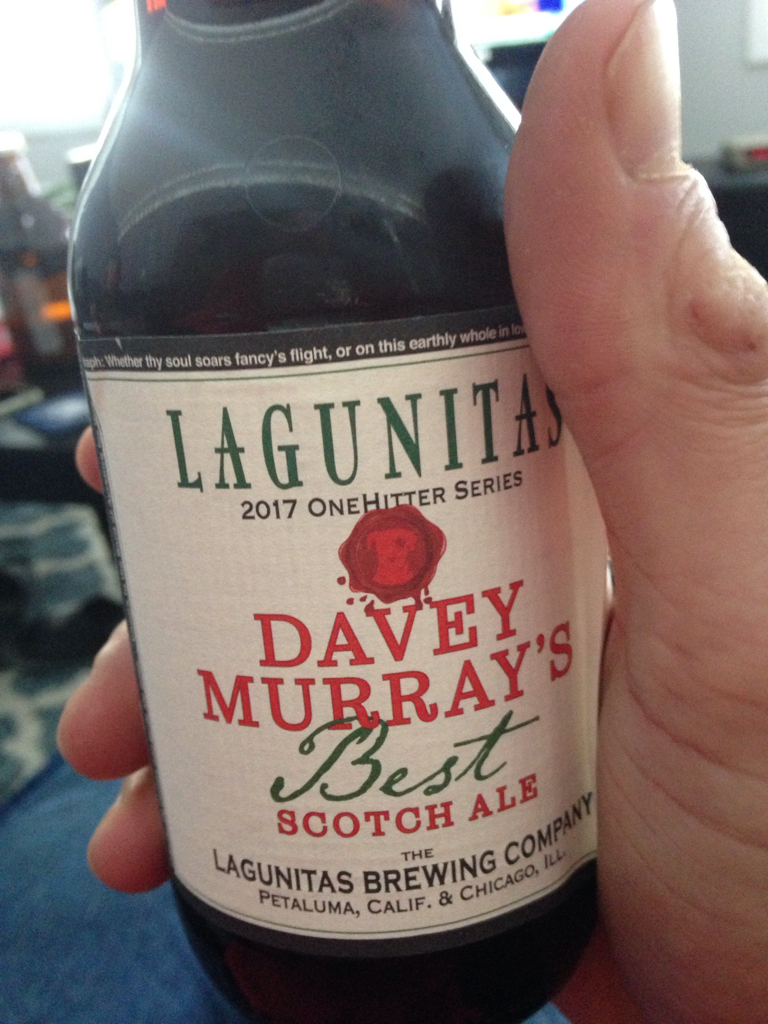 Whether thy soul soars fancy's flight, or on this earthly whole in
LAGUNITAS
2017 ONEHITTER SERIES
DAVEY
MURRAY'S
Best
SCOTCH ALE
THE
LAGUNITAS BREWING COMPANY
PETALUMA, CALIF. & CHICAGO, ILL.